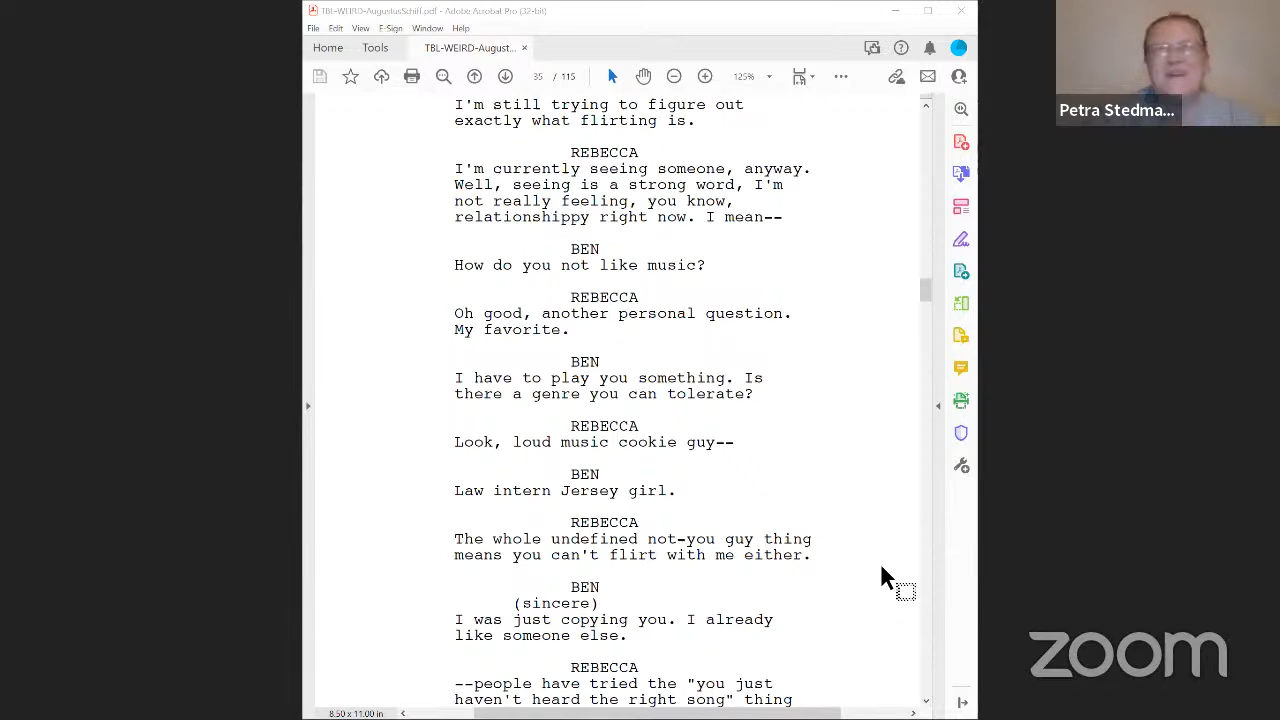 TBL-WEIRD-AugustusSchiff.pdf - Adobe Acrobat Pro (32-bit)
File Edit View E-Sign Window Help
Home Tools TBL-WEIRD-August... ×
35 / 115 125%
I'm still trying to figure out
exactly what flirting is.
REBECCA
I'm currently seeing someone, anyway.
Well, seeing is a strong word, I'm
not really feeling, you know,
relationshippy right now. I mean--
BEN
How do you not like music?
REBECCA
Oh good, another personal question.
My favorite.
BEN
I have to play you something. Is
there a genre you can tolerate?
REBECCA
Look, loud music cookie guy--
BEN
Law intern Jersey girl.
REBECCA
The whole undefined not-you guy thing
means you can't flirt with me either.
BEN
(sincere)
I was just copying you. I already
like someone else.
REBECCA
--people have tried the "you just
haven't heard the right song" thing
8.50 x 11.00 in
Petra Stedma...
zoom